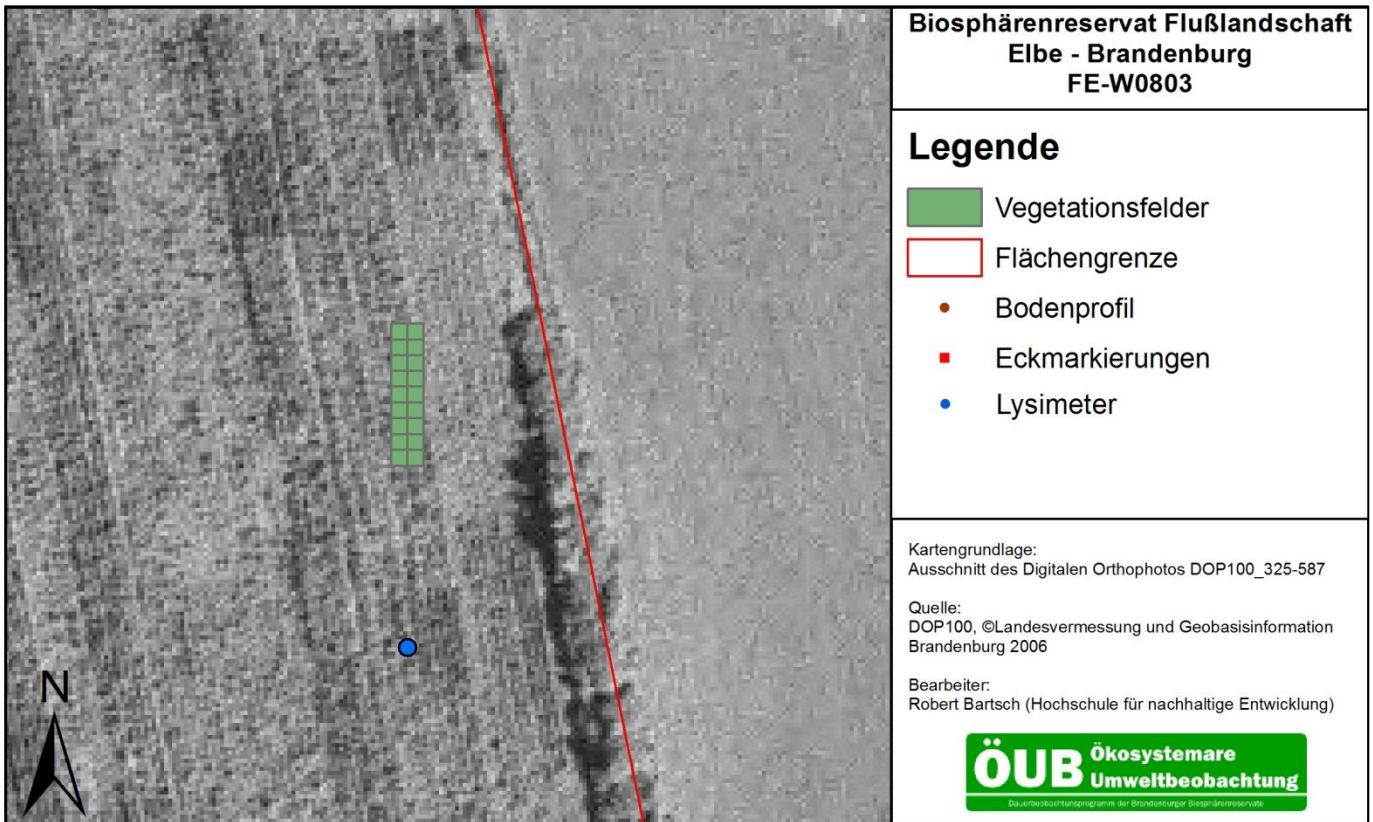 Biosphärenreservat Flußlandschaft
Elbe - Brandenburg
FE-W0803
Legende
Vegetationsfelder
Flächengrenze
Bodenprofil
Eckmarkierungen
Lysimeter
Kartengrundlage:
Ausschnitt des Digitalen Orthophotos DOP100_325-587
Quelle:
DOP100, ©Landesvermessung und Geobasisinformation
Brandenburg 2006
Bearbeiter:
Robert Bartsch (Hochschule für nachhaltige Entwicklung)
ÖUB Ökosystemare
Umweltbeobachtung
Dauerbeobachtungsprogramm der Brandenburger Biosphärenreservate
N